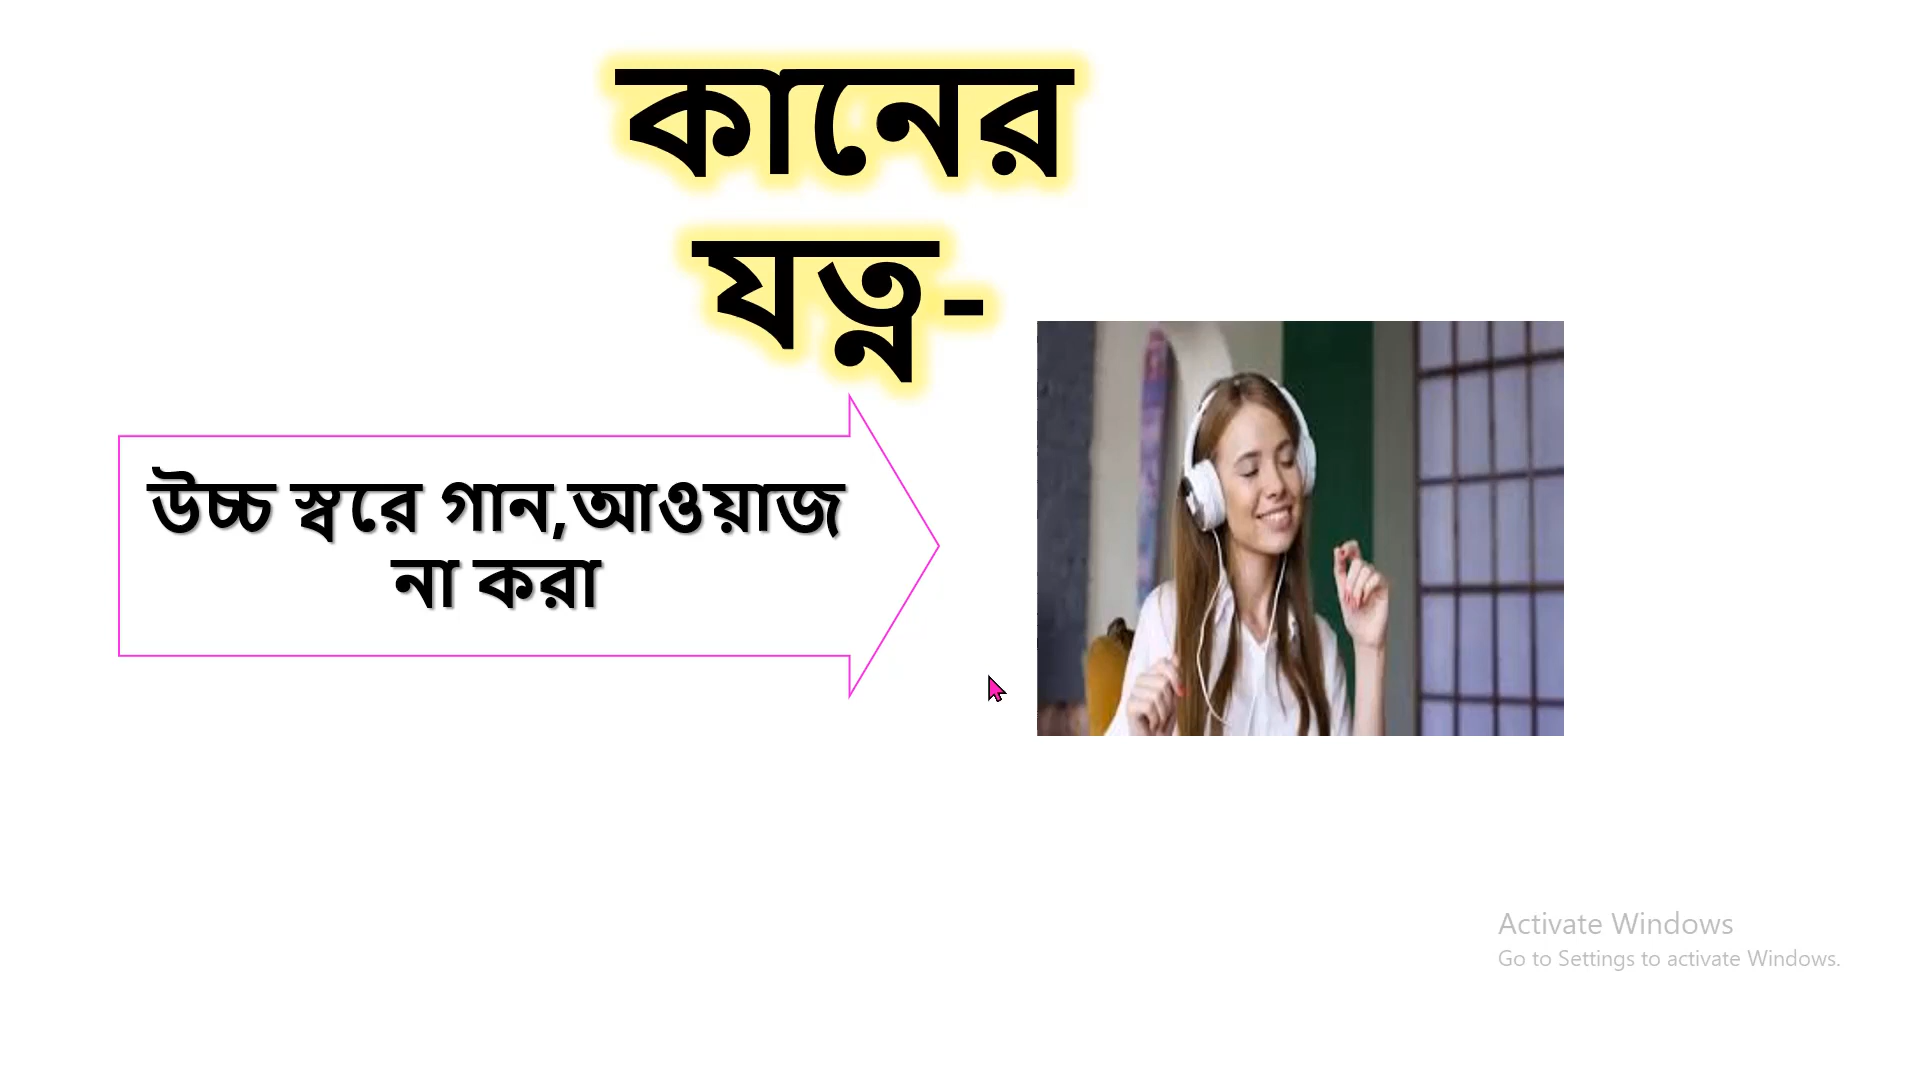 কানের
যত্ন-
উচ্চ স্বরে গান,আওয়াজ
না করা
Activate Windows
Go to Settings to activate Windows.